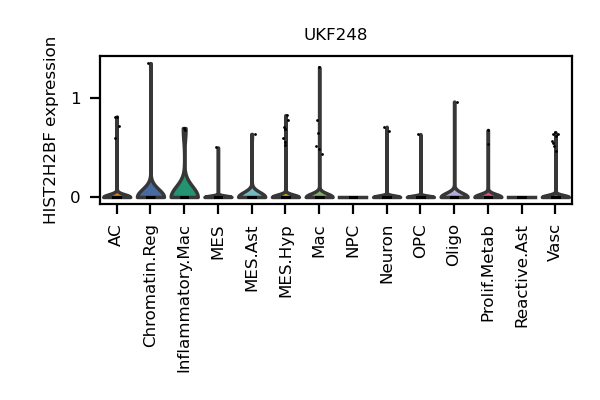 UKF248
HIST2H2BF expression
1
0
AC
Chromatin.Reg
Inflammatory.Mac
MES
MES.Ast
MES.Hyp
Mac
NPC
Neuron
OPC
Oligo
Prolif.Metab
Reactive.Ast
Vasc